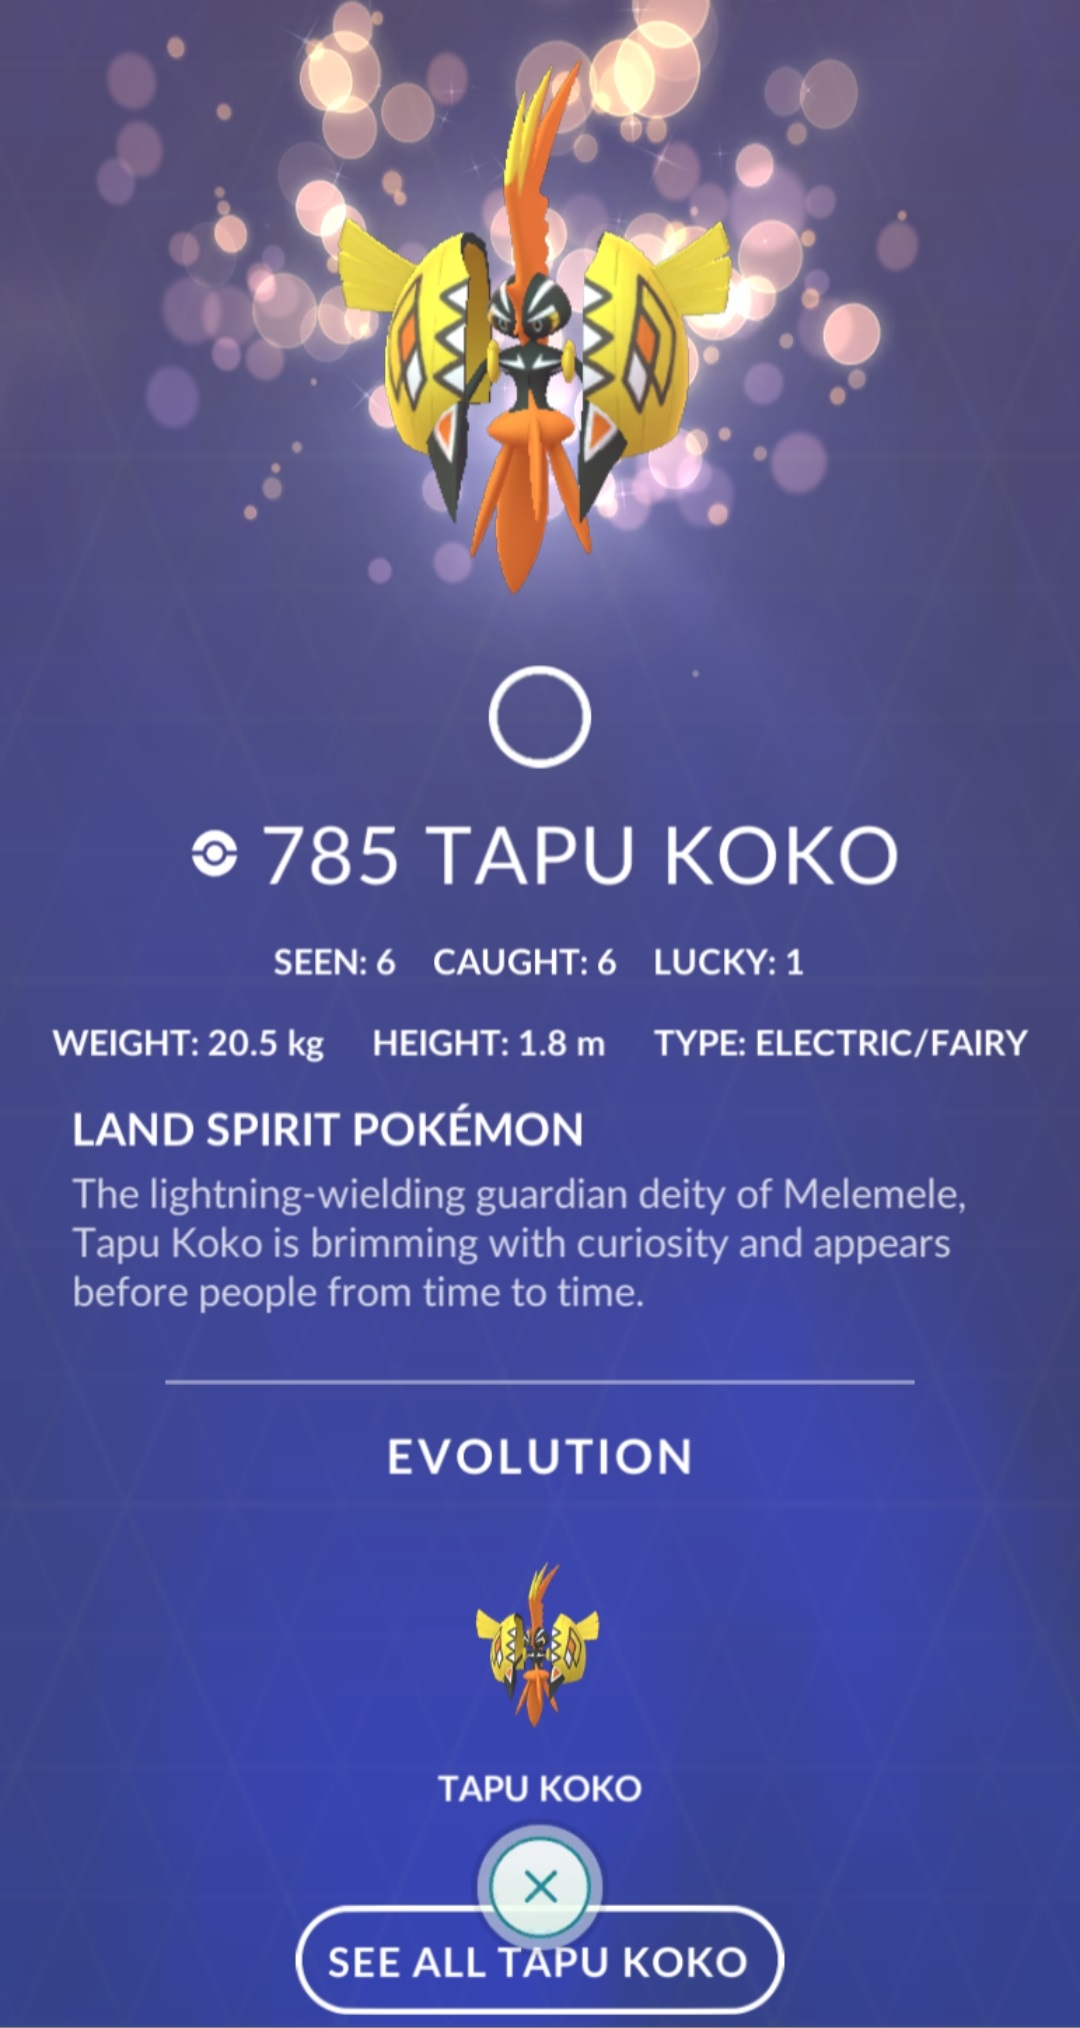 785 TAPU KOKO
SEEN: 6 CAUGHT: 6 LUCKY: 1
WEIGHT: 20.5 kg HEIGHT: 1.8 m TYPE: ELECTRIC/FAIRY
LAND SPIRIT POKÉMON
The lightning-wielding guardian deity of Melemele,
Tapu Koko is brimming with curiosity and appears
before people from time to time.
EVOLUTION
TAPU KOKO
SEE ALL TAPU KOKO